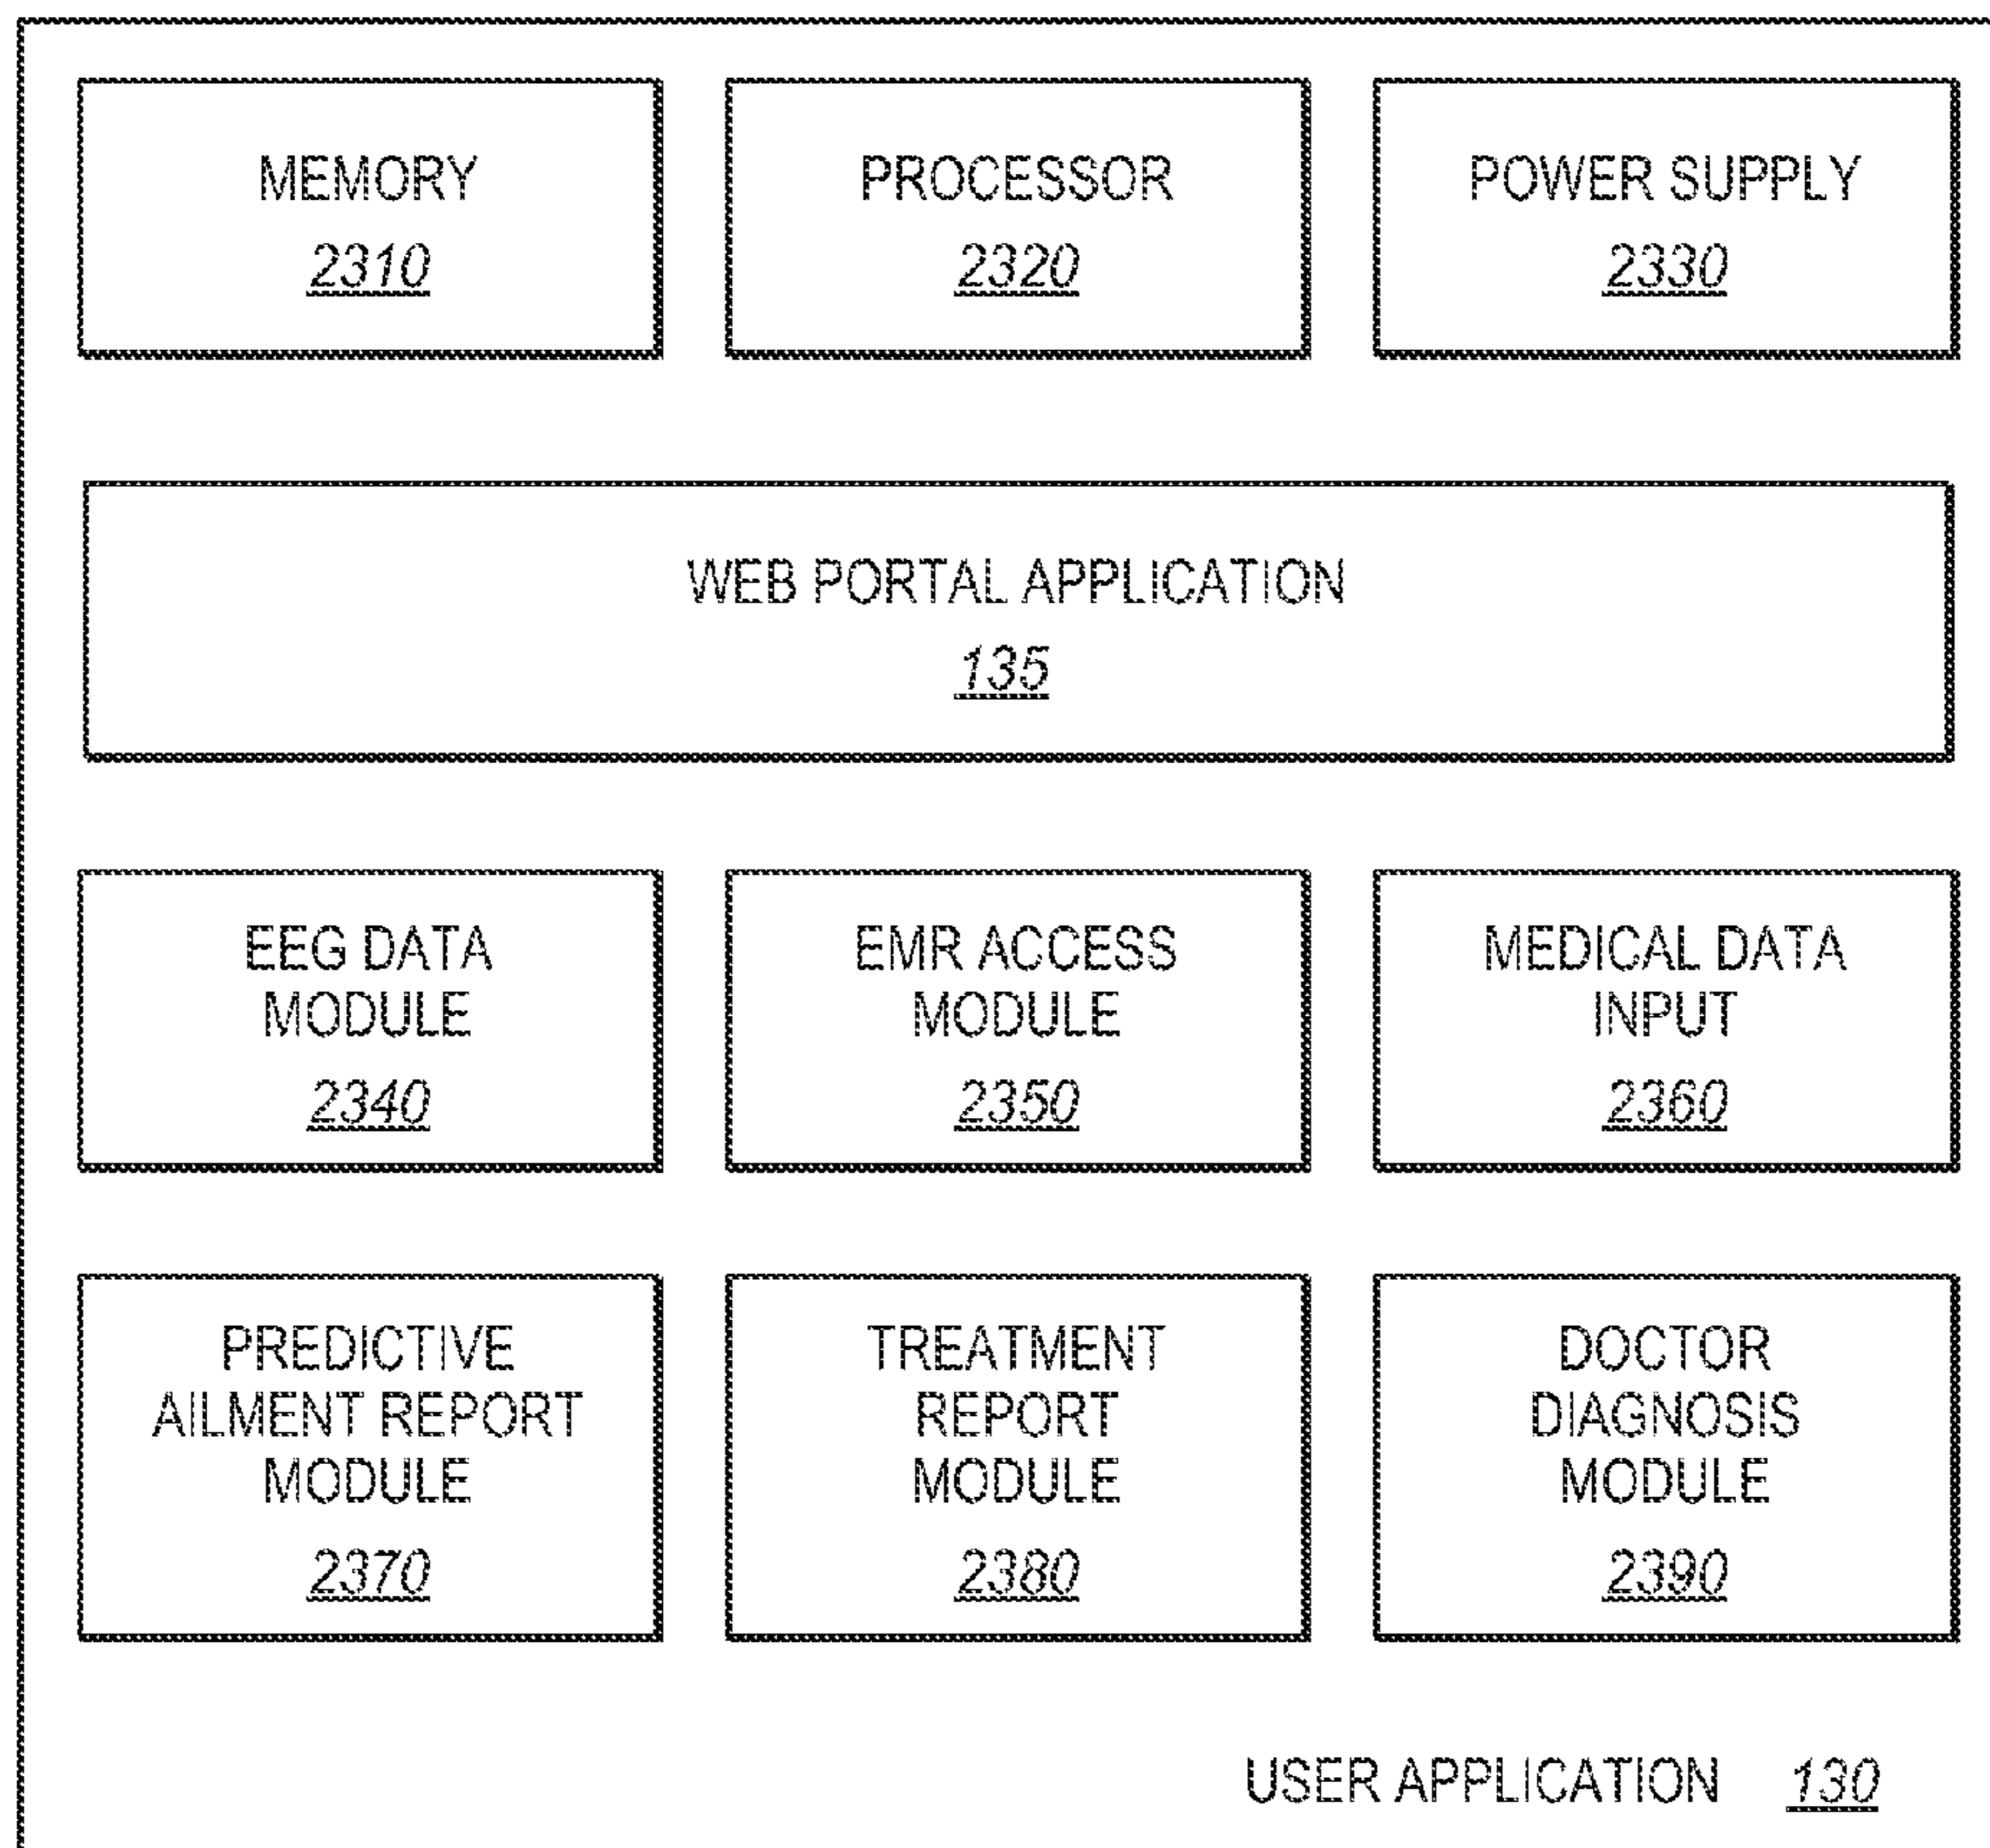 MEMORY
2310
PROCESSOR
2320
POWER SUPPLY
2330
WEB PORTAL APPLICATION
135
EEG DATA
MODULE
2340
EMR ACCESS
MODULE
2350
MEDICAL DATA
INPUT
2360
PREDICTIVE
AILMENT REPORT
MODULE
2370
TREATMENT
REPORT
MODULE
2380
DOCTOR
DIAGNOSIS
MODULE
2390
USER APPLICATION 130